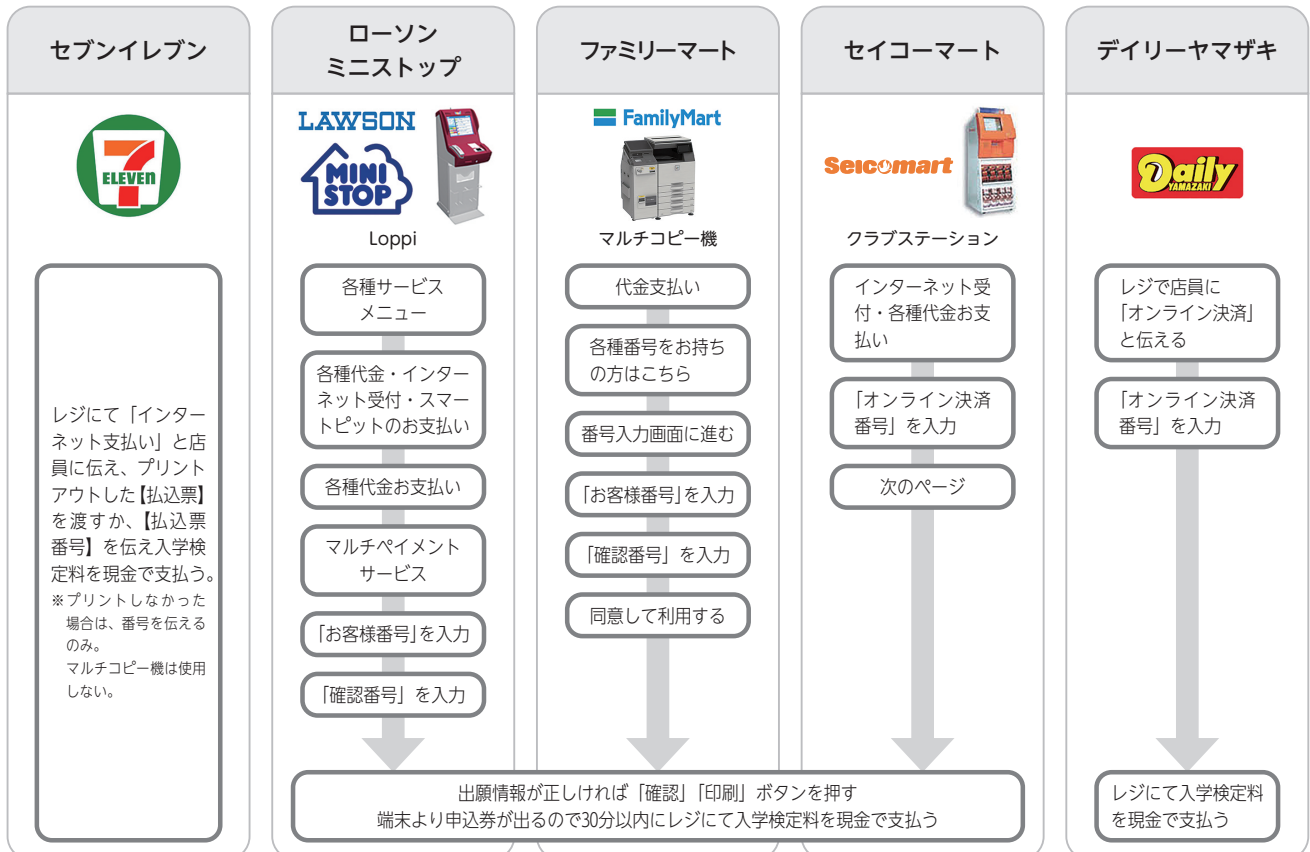 セブンイレブン
7
ELEVEn
レジにて「インター
ネット支払い」と店
員に伝え、プリント
アウトした【払込票】
を渡すか、【払込票
番号】を伝え入学検
定料を現金で支払う。
※プリントしなかった
場合は、番号を伝える
のみ。
マルチコピー機は使用
しない。
ローソン
ミニストップ
LAWSON
MINI
STOP
Loppi
各種サービス
メニュー
各種代金・インター
ネット受付・スマー
トピットのお支払い
各種代金お支払い
マルチペイメント
サービス
「お客様番号」を入力
「確認番号」を入力
ファミリーマート
FamilyMart
マルチコピー機
代金支払い
各種番号をお持ち
の方はこちら
番号入力画面に進む
「お客様番号」を入力
「確認番号」を入力
同意して利用する
セイコーマート
Seicomart
クラブステーション
インターネット受
付・各種代金お支
払い
「オンライン決済
番号」を入力
次のページ
出願情報が正しければ「確認」「印刷」ボタンを押す
端末より申込券が出るので30分以内にレジにて入学検定料を現金で支払う
デイリーヤマザキ
Daily
YAMAZAKI
レジで店員に
「オンライン決済」
と伝える
「オンライン決済
番号」を入力
レジにて入学検定料
を現金で支払う